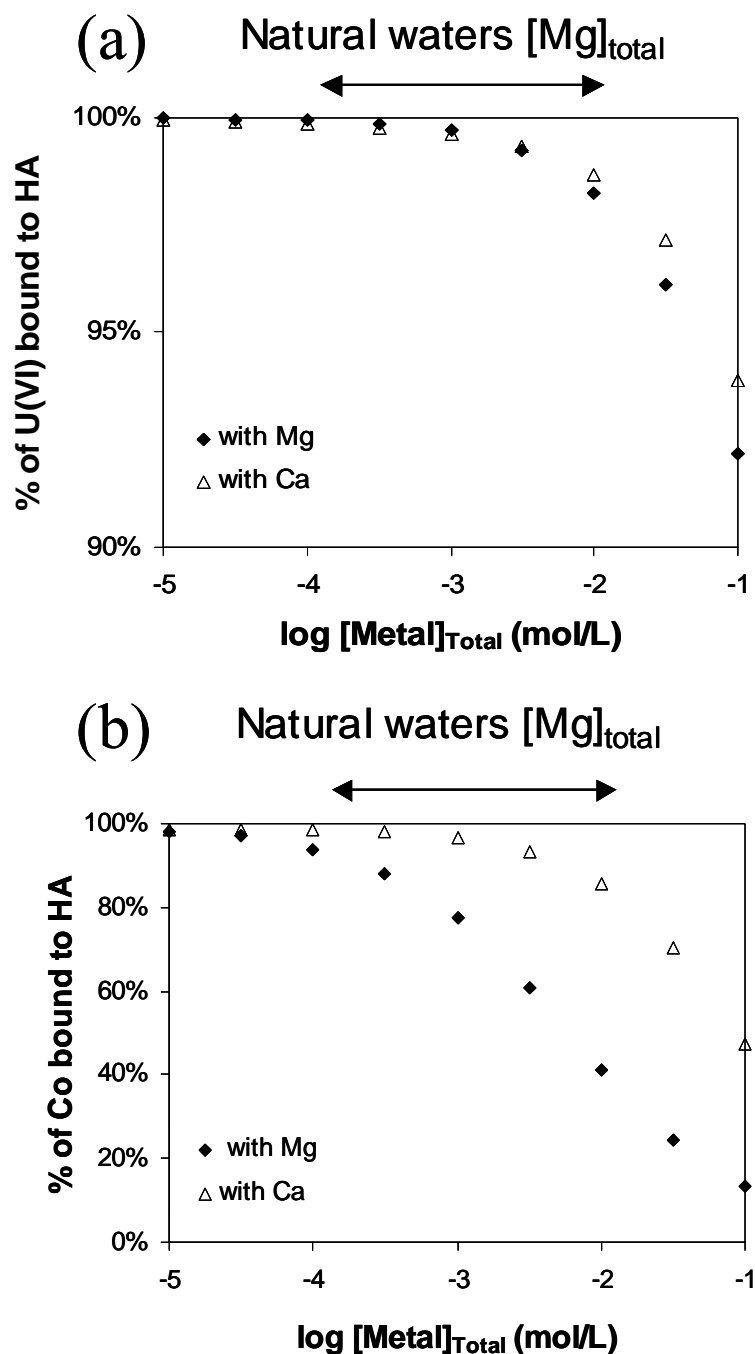 (a) Natural waters [Mg]total
100%
95%
90%
% of U(VI) bound to HA
with Mg
with Ca
-5 -4 -3 -2 -1
log [Metal]Total (mol/L)
(b) Natural waters [Mg]total
100%
80%
60%
40%
20%
0%
% of Co bound to HA
with Mg
with Ca
-5 -4 -3 -2 -1
log [Metal]Total (mol/L)